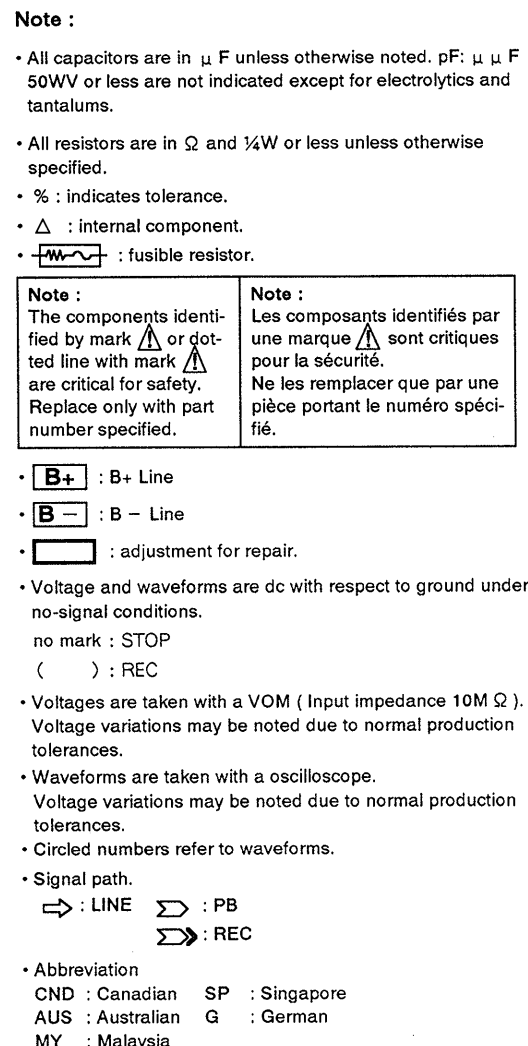 Note :
• All capacitors are in μ F unless otherwise noted. pF: μ μ F
50WV or less are not indicated except for electrolytics and
tantalums.
• All resistors are in Ω and ¼W or less unless otherwise
specified.
• % : indicates tolerance.
• △ : internal component.
• : fusible resistor.
Note :
The components identi-
fied by mark ⚠ or dot-
ted line with mark ⚠
are critical for safety.
Replace only with part
number specified.
Note :
Les composants identifiés par
une marque ⚠ sont critiques
pour la sécurité.
Ne les remplacer que par une
pièce portant le numéro spéci-
fié.
• B+ : B+ Line
• B − : B − Line
• : adjustment for repair.
• Voltage and waveforms are dc with respect to ground under
no-signal conditions.
no mark : STOP
( ) : REC
• Voltages are taken with a VOM ( Input impedance 10M Ω ).
Voltage variations may be noted due to normal production
tolerances.
• Waveforms are taken with a oscilloscope.
Voltage variations may be noted due to normal production
tolerances.
• Circled numbers refer to waveforms.
• Signal path.
: LINE : PB
: REC
• Abbreviation
CND : Canadian SP : Singapore
AUS : Australian G : German
MY : Malaysia